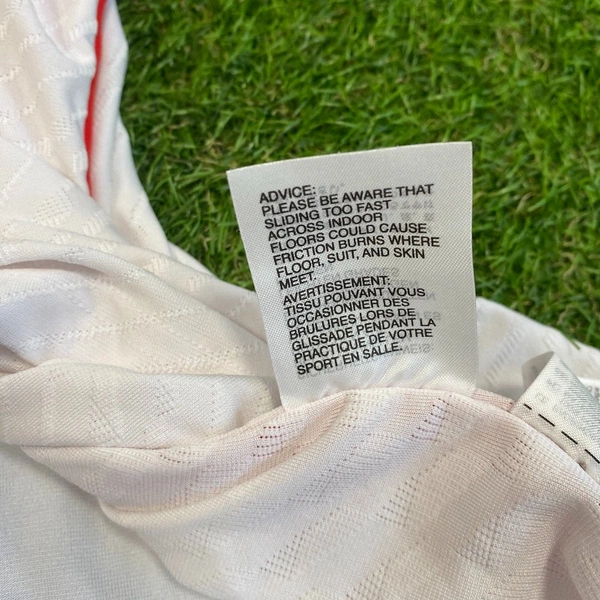 ADVICE:
PLEASE BE AWARE THAT
SLIDING TOO FAST
ACROSS INDOOR
FLOORS COULD CAUSE
FRICTION BURNS WHERE
FLOOR, SUIT, AND SKIN
MEET.
AVERTISSEMENT:
TISSU POUVANT VOUS
OCCASIONNER DES
BRULURES LORS DE
GLISSADE PENDANT LA
PRACTIQUE DE VOTRE
SPORT EN SALLE.